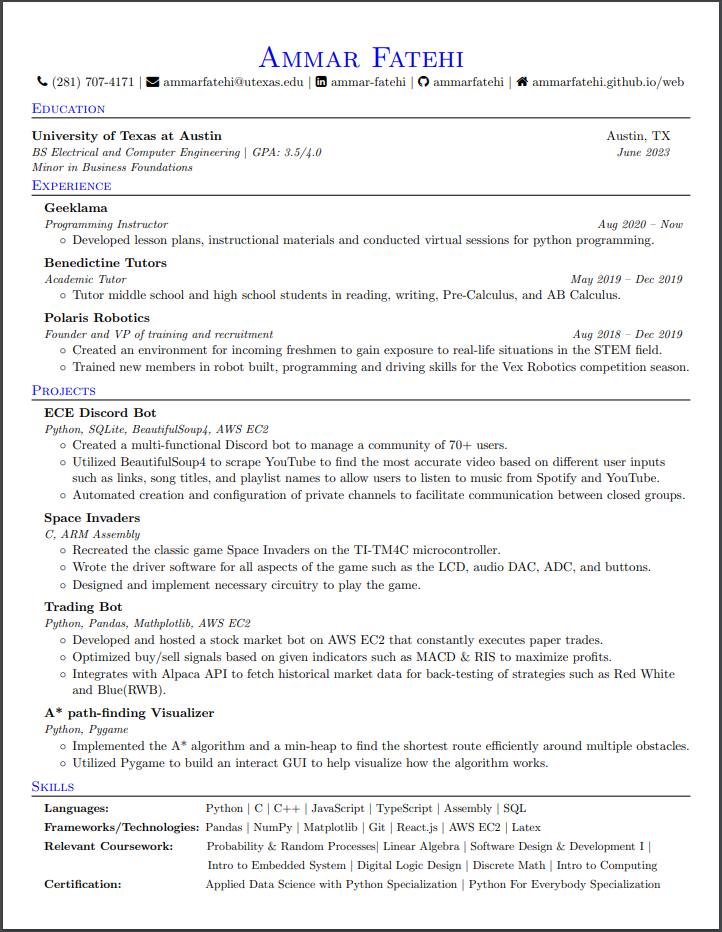 Ammar Fatehi
(281) 707-4171 | ammarfatehi@utexas.edu | ammar-fatehi | ammarfatehi | ammarfatehi.github.io/web
Education
University of Texas at Austin Austin, TX
BS Electrical and Computer Engineering | GPA: 3.5/4.0 June 2023
Minor in Business Foundations
Experience
Geeklama
Programming Instructor Aug 2020 – Now
◦ Developed lesson plans, instructional materials and conducted virtual sessions for python programming.
Benedictine Tutors
Academic Tutor May 2019 – Dec 2019
◦ Tutor middle school and high school students in reading, writing, Pre-Calculus, and AB Calculus.
Polaris Robotics
Founder and VP of training and recruitment Aug 2018 – Dec 2019
◦ Created an environment for incoming freshmen to gain exposure to real-life situations in the STEM field.
◦ Trained new members in robot built, programming and driving skills for the Vex Robotics competition season.
Projects
ECE Discord Bot
Python, SQLite, BeautifulSoup4, AWS EC2
◦ Created a multi-functional Discord bot to manage a community of 70+ users.
◦ Utilized BeautifulSoup4 to scrape YouTube to find the most accurate video based on different user inputs
such as links, song titles, and playlist names to allow users to listen to music from Spotify and YouTube.
◦ Automated creation and configuration of private channels to facilitate communication between closed groups.
Space Invaders
C, ARM Assembly
◦ Recreated the classic game Space Invaders on the TI-TM4C microcontroller.
◦ Wrote the driver software for all aspects of the game such as the LCD, audio DAC, ADC, and buttons.
◦ Designed and implement necessary circuitry to play the game.
Trading Bot
Python, Pandas, Mathplotlib, AWS EC2
◦ Developed and hosted a stock market bot on AWS EC2 that constantly executes paper trades.
◦ Optimized buy/sell signals based on given indicators such as MACD & RIS to maximize profits.
◦ Integrates with Alpaca API to fetch historical market data for back-testing of strategies such as Red White
and Blue(RWB).
A* path-finding Visualizer
Python, Pygame
◦ Implemented the A* algorithm and a min-heap to find the shortest route efficiently around multiple obstacles.
◦ Utilized Pygame to build an interact GUI to help visualize how the algorithm works.
Skills
Languages: Python | C | C++ | JavaScript | TypeScript | Assembly | SQL
Frameworks/Technologies: Pandas | NumPy | Matplotlib | Git | React.js | AWS EC2 | Latex
Relevant Coursework: Probability & Random Processes| Linear Algebra | Software Design & Development I |
Intro to Embedded System | Digital Logic Design | Discrete Math | Intro to Computing
Certification: Applied Data Science with Python Specialization | Python For Everybody Specialization